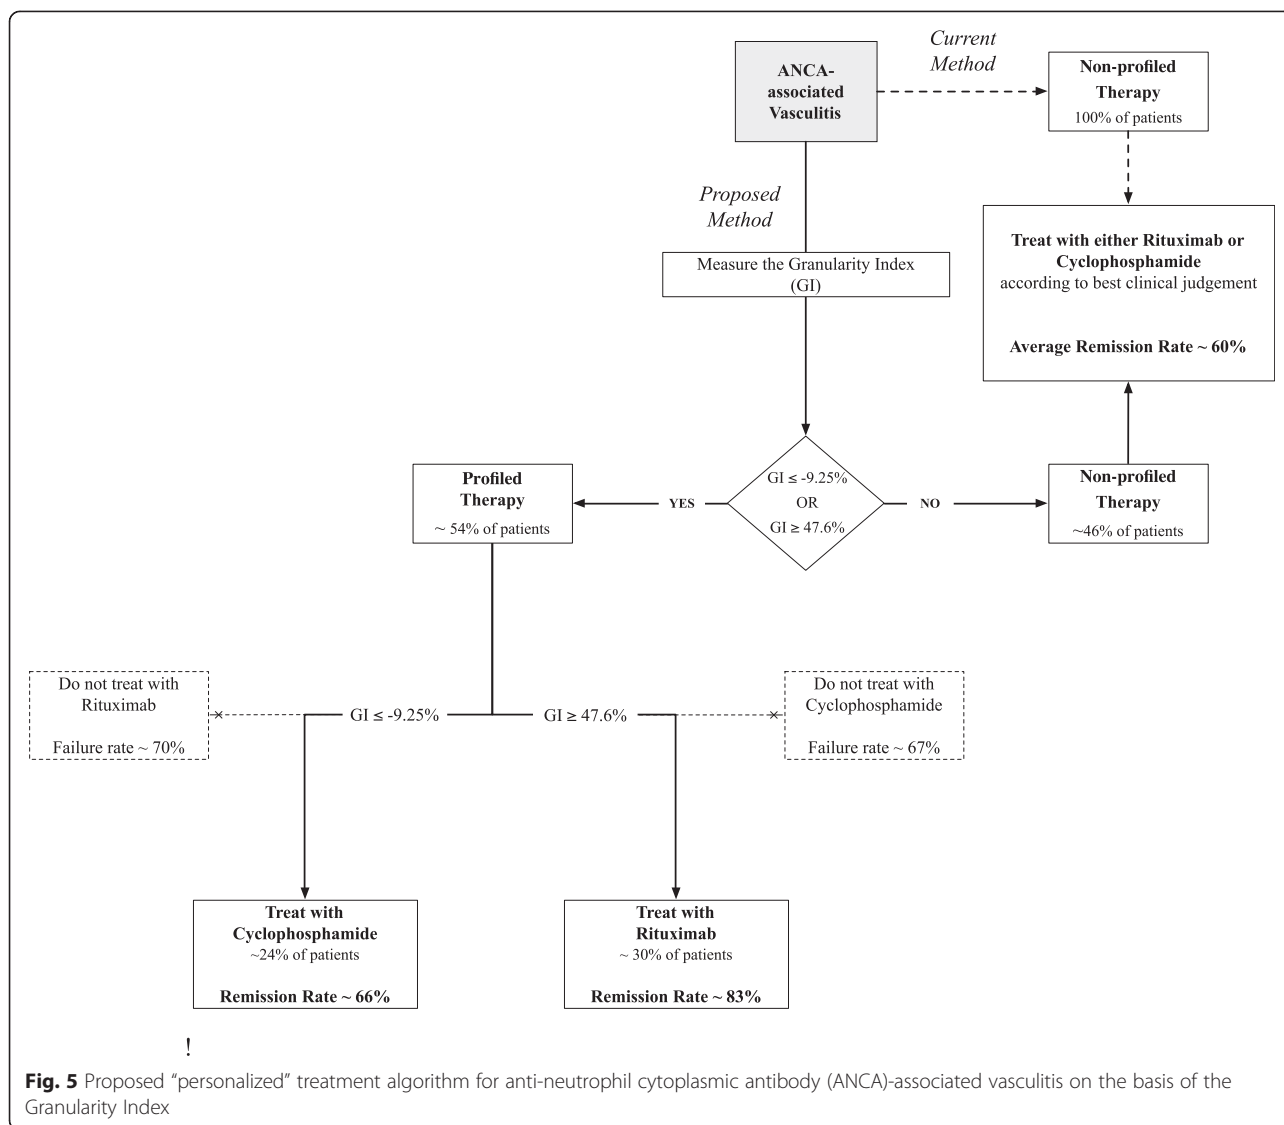 Current
Method
ANCA-
associated
Vasculitis
Non-profiled
Therapy
100% of patients
Proposed
Method
Measure the Granularity Index
(GI)
Treat with either Rituximab or
Cyclophosphamide
according to best clinical judgement
Average Remission Rate ~ 60%
Profiled
Therapy
~ 54% of patients
YES
GI ≤ -9.25%
OR
GI ≥ 47.6%
NO
Non-profiled
Therapy
~46% of patients
Do not treat with
Rituximab
Failure rate ~ 70%
GI ≤ -9.25%
GI ≥ 47.6%
Do not treat with
Cyclophosphamide
Failure rate ~ 67%
Treat with
Cyclophosphamide
~24% of patients
Remission Rate ~ 66%
Treat with
Rituximab
~ 30% of patients
Remission Rate ~ 83%
!
Fig. 5 Proposed “personalized” treatment algorithm for anti-neutrophil cytoplasmic antibody (ANCA)-associated vasculitis on the basis of the
Granularity Index